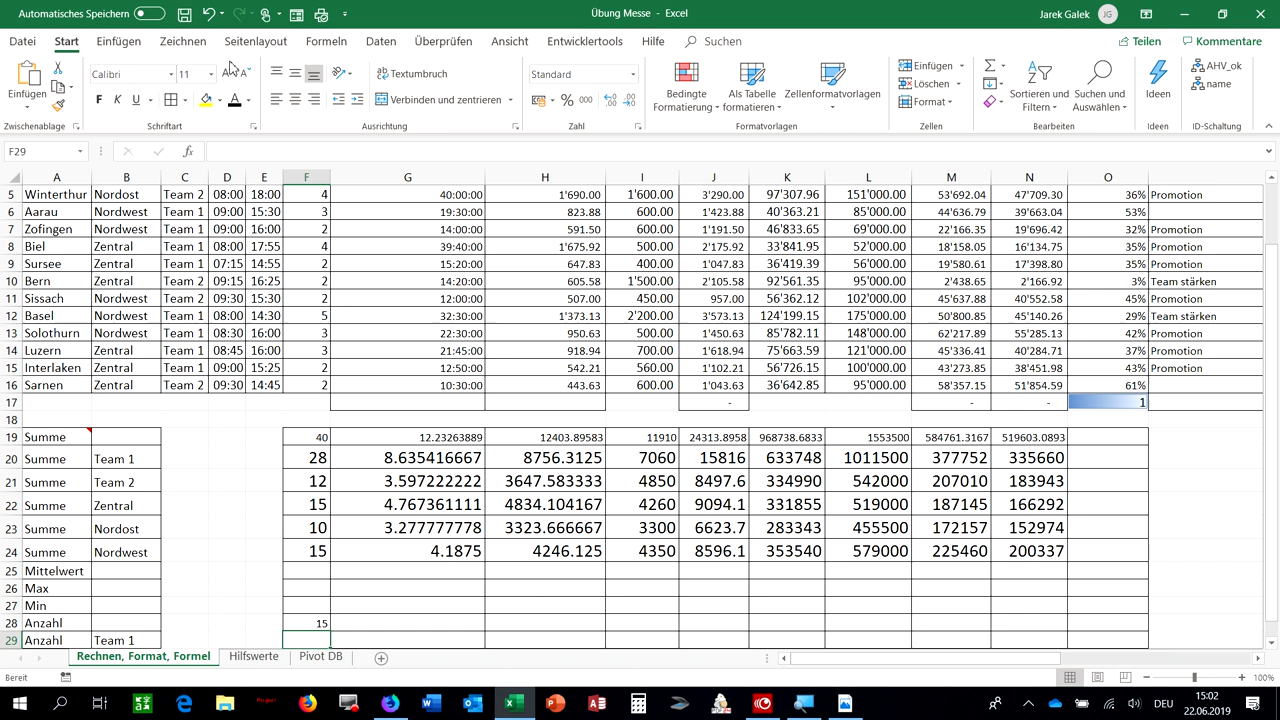 Automatisches Speichern
Übung Messe - Excel
Jarek Galek JG
Datei Start Einfügen Zeichnen Seitenlayout Formeln Daten Überprüfen Ansicht Entwicklertools Hilfe Suchen Teilen Kommentare
Calibri 11 Textumbruch Standard Einfügen AHV_ok
Löschen name
Einfügen F K U Verbinden und zentrieren % 000 Bedingte Formatierung Als Tabelle formatieren Zellenformatvorlagen Format Sortieren und Filtern Suchen und Auswählen Ideen
Zwischenablage Schriftart Ausrichtung Zahl Formatvorlagen Zellen Bearbeiten Ideen ID-Schaltung
F29 fx
A B C D E F G H I J K L M N O
5 Winterthur Nordost Team 2 08:00 18:00 4 40:00:00 1'690.00 1'600.00 3'290.00 97'307.96 151'000.00 53'692.04 47'709.30 36% Promotion
6 Aarau Nordwest Team 1 09:00 15:30 3 19:30:00 823.88 600.00 1'423.88 40'363.21 85'000.00 44'636.79 39'663.04 53%
7 Zofingen Nordwest Team 1 09:00 16:00 2 14:00:00 591.50 600.00 1'191.50 46'833.65 69'000.00 22'166.35 19'696.42 32% Promotion
8 Biel Zentral Team 1 08:00 17:55 4 39:40:00 1'675.92 500.00 2'175.92 33'841.95 52'000.00 18'158.05 16'134.75 35% Promotion
9 Sursee Zentral Team 1 07:15 14:55 2 15:20:00 647.83 400.00 1'047.83 36'419.39 56'000.00 19'580.61 17'398.80 35% Promotion
10 Bern Zentral Team 2 09:15 16:25 2 14:20:00 605.58 1'500.00 2'105.58 92'561.35 95'000.00 2'438.65 2'166.92 3% Team stärken
11 Sissach Nordwest Team 1 09:30 15:30 2 12:00:00 507.00 450.00 957.00 56'362.12 102'000.00 45'637.88 40'552.58 45% Promotion
12 Basel Nordwest Team 1 08:00 14:30 5 32:30:00 1'373.13 2'200.00 3'573.13 124'199.15 175'000.00 50'800.85 45'140.26 29% Team stärken
13 Solothurn Nordwest Team 1 08:30 16:00 3 22:30:00 950.63 500.00 1'450.63 85'782.11 148'000.00 62'217.89 55'285.13 42% Promotion
14 Luzern Zentral Team 1 08:45 16:00 3 21:45:00 918.94 700.00 1'618.94 75'663.59 121'000.00 45'336.41 40'284.71 37% Promotion
15 Interlaken Zentral Team 1 09:00 15:25 2 12:50:00 542.21 560.00 1'102.21 56'726.15 100'000.00 43'273.85 38'451.98 43% Promotion
16 Sarnen Zentral Team 2 09:30 14:45 2 10:30:00 443.63 600.00 1'043.63 36'642.85 95'000.00 58'357.15 51'854.59 61%
17 - - - 1
18
19 Summe 40 12.23263889 12403.89583 11910 24313.8958 968738.6833 1553500 584761.3167 519603.0893
20 Summe Team 1 28 8.635416667 8756.3125 7060 15816 633748 1011500 377752 335660
21 Summe Team 2 12 3.597222222 3647.583333 4850 8497.6 334990 542000 207010 183943
22 Summe Zentral 15 4.767361111 4834.104167 4260 9094.1 331855 519000 187145 166292
23 Summe Nordost 10 3.277777778 3323.666667 3300 6623.7 283343 455500 172157 152974
24 Summe Nordwest 15 4.1875 4246.125 4350 8596.1 353540 579000 225460 200337
25 Mittelwert
26 Max
27 Min
28 Anzahl 15
29 Anzahl Team 1
Rechnen, Format, Formel Hilfswerte Pivot DB
Bereit 100%
DEU 15:02
22.06.2019